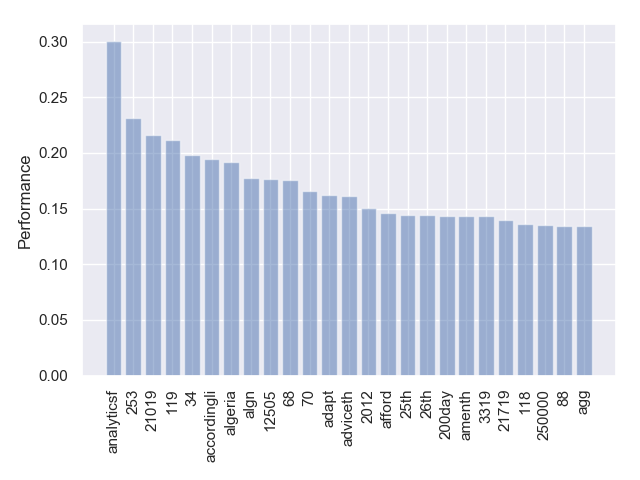 0.30
0.25
0.20
0.15
0.10
0.05
0.00
Performance
analyticsf
253
21019
119
34
accordingli
algeria
algn
12505
68
70
adapt
adviceth
2012
afford
25th
26th
200day
amenth
3319
21719
118
250000
88
agg